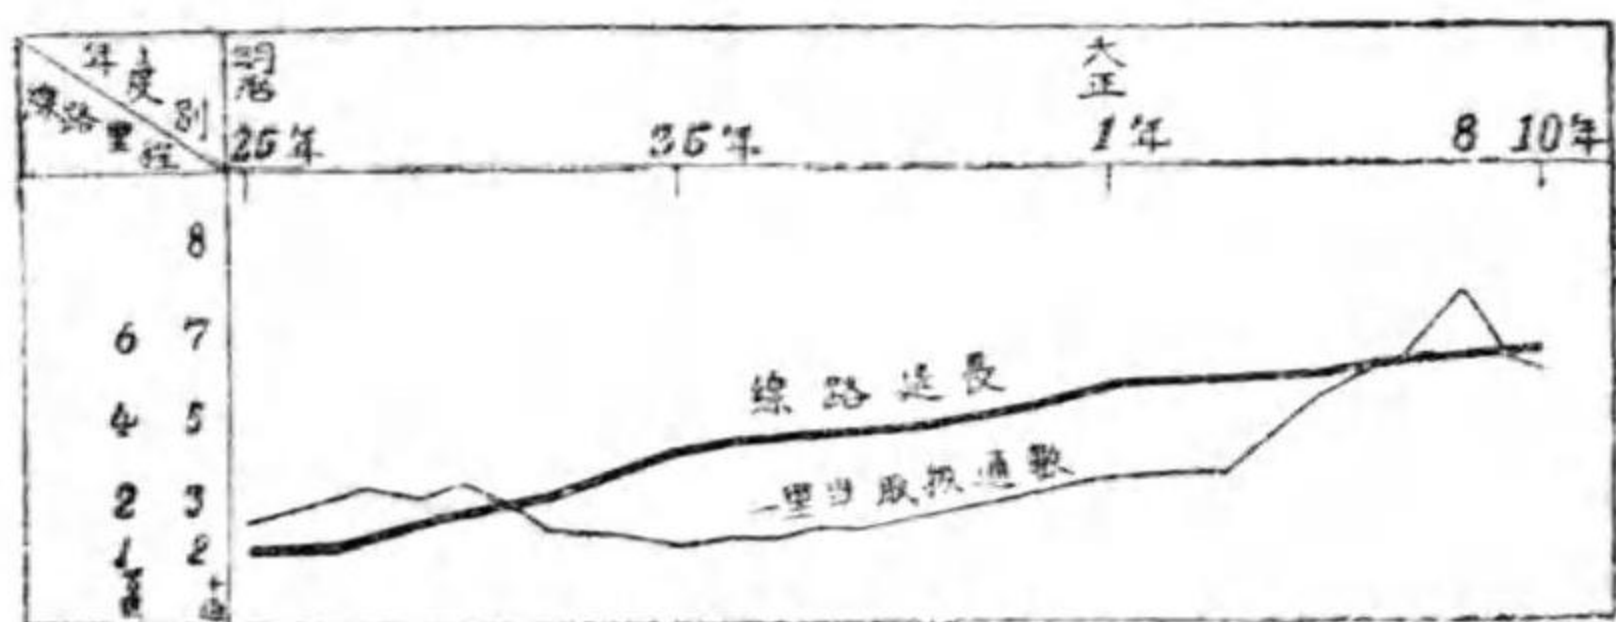 年度別
線路里程
明治
25年
35年
大正
1年
8 10年
8
6 7
4 5
2 3
1 2
線路延長
一里当取扱通數